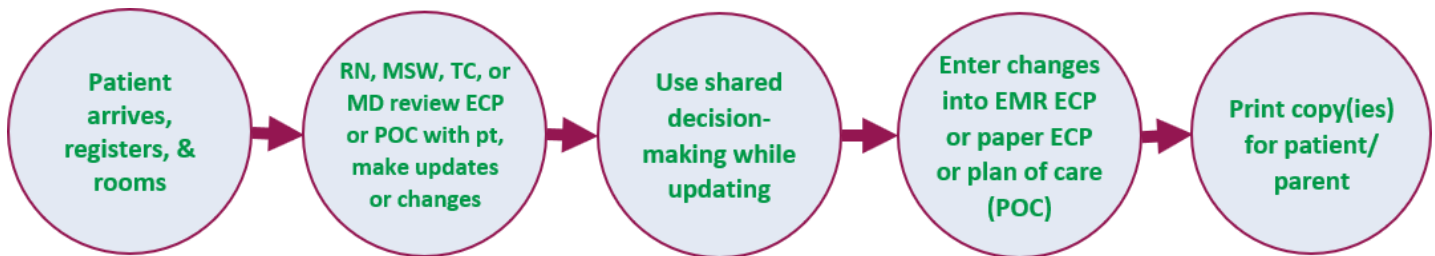 Patient
arrives,
registers, &
rooms
RN, MSW, TC, or
MD review ECP
or POC with pt,
make updates
or changes
Use shared
decision-
making while
updating
Enter changes
into EMR ECP
or paper ECP
or plan of care
(POC)
Print copy(ies)
for patient/
parent